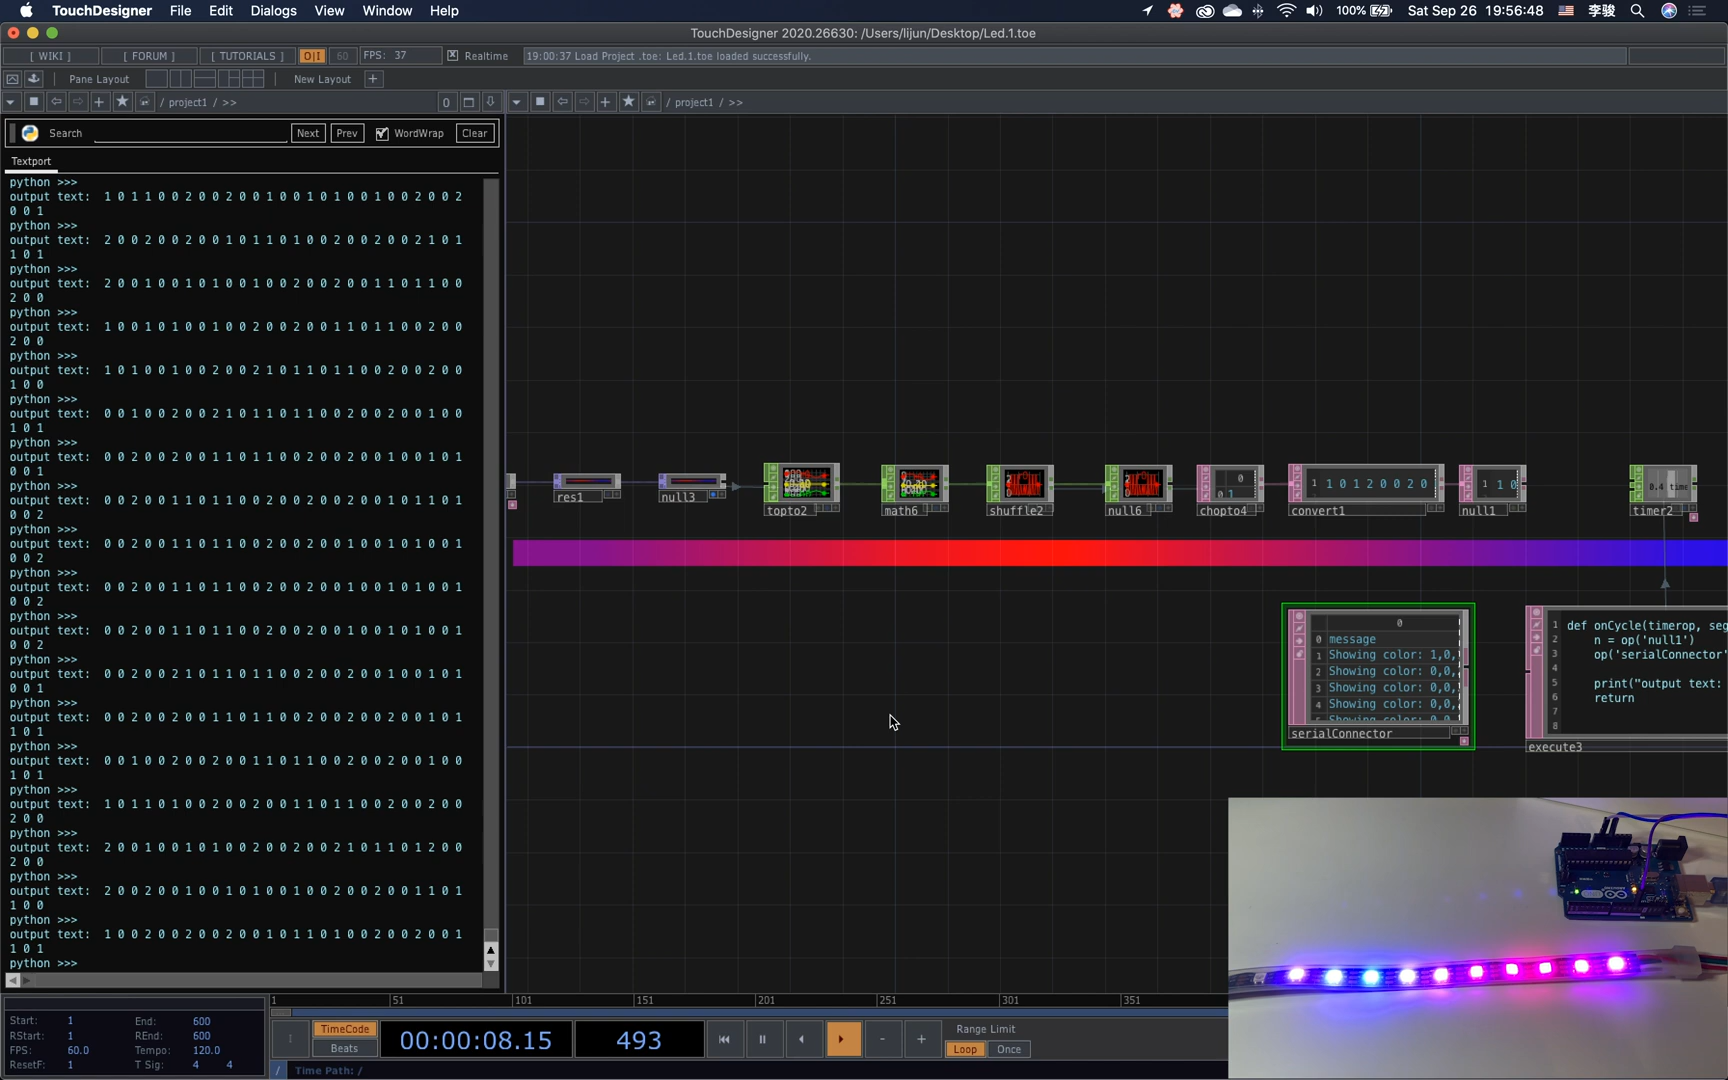 TouchDesigner File Edit Dialogs View Window Help 100% Sat Sep 26 19:56:48 李骏
TouchDesigner 2020.26630: /Users/lijun/Desktop/Led.1.toe
[ WIKI ] [ FORUM ] [ TUTORIALS ] O|I 60 FPS: 37 Realtime 19:00:37 Load Project .toe: Led.1.toe loaded successfully.
Pane Layout New Layout +
/ project1 / >> 0 / project1 / >>
Search Next Prev WordWrap Clear
Textport
python >>>
output text: 1 0 1 1 0 0 2 0 0 2 0 0 1 0 0 1 0 1 0 0 1 0 0 2 0 0 2
0 0 1
python >>>
output text: 2 0 0 2 0 0 2 0 0 1 0 1 1 0 1 0 0 2 0 0 2 0 0 2 1 0 1
1 0 1
python >>>
output text: 2 0 0 1 0 0 1 0 1 0 0 1 0 0 2 0 0 2 0 0 1 1 0 1 1 0 0
2 0 0
python >>>
output text: 1 0 0 1 0 1 0 0 1 0 0 2 0 0 2 0 0 1 1 0 1 1 0 0 2 0 0
2 0 0
python >>>
output text: 1 0 1 0 0 1 0 0 2 0 0 2 1 0 1 1 0 1 1 0 0 2 0 0 2 0 0
1 0 0
python >>>
output text: 0 0 1 0 0 2 0 0 2 1 0 1 1 0 1 1 0 0 2 0 0 2 0 0 1 0 0
1 0 1
python >>>
output text: 0 0 2 0 0 2 0 0 1 1 0 1 1 0 0 2 0 0 2 0 0 1 0 0 1 0 1
0 0 1
python >>>
output text: 0 0 2 0 0 2 0 0 1 1 0 1 1 0 0 2 0 0 2 0 0 1 0 1 1 0 1
0 0 2
python >>>
output text: 0 0 2 0 0 1 1 0 1 1 0 0 2 0 0 2 0 0 1 0 1 0 0 1 0 0 1
0 0 2
python >>>
output text: 0 0 2 0 0 1 1 0 1 1 0 0 2 0 0 2 0 0 1 0 1 0 0 1 0 0 1
0 0 2
python >>>
output text: 0 0 2 0 0 1 1 0 1 1 0 0 2 0 0 2 0 0 1 0 1 0 0 1 0 0 1
0 0 2
python >>>
output text: 0 0 2 0 0 1 1 0 1 1 0 0 2 0 0 2 0 0 1 0 1 0 0 1 0 0 2
0 0 1
python >>>
output text: 0 0 2 0 0 2 0 0 1 1 0 1 1 0 0 2 0 0 2 0 0 1 0 0 1 0 1
1 0 1
python >>>
output text: 0 0 1 0 0 2 0 0 2 0 0 1 1 0 1 1 0 0 2 0 0 2 0 0 1 0 0
1 0 1
python >>>
output text: 1 0 1 1 0 1 0 0 2 0 0 2 0 0 1 1 0 1 1 0 0 2 0 0 2 0 0
2 0 0
python >>>
output text: 2 0 0 1 0 0 1 0 1 0 0 2 0 0 2 0 0 2 1 0 1 1 0 1 2 0 0
2 0 0
python >>>
output text: 2 0 0 2 0 0 1 0 0 1 0 1 0 0 1 0 0 2 0 0 2 0 0 1 1 0 1
1 0 0
python >>>
output text: 1 0 0 2 0 0 2 0 0 2 0 0 1 0 1 1 0 1 0 0 2 0 0 2 0 0 1
1 0 1
python >>>
res1 null3 topto2 math6 shuffle2 null6 chopto4 convert1 null1 timer2
1 1 0 1 2 0 0 2 0
0.4 time
0
0 message
1 Showing color: 1,0,
2 Showing color: 0,0,
3 Showing color: 0,0,
4 Showing color: 0,0,
serialConnector
1 def onCycle(timerop, seg
2 n = op('null1')
3 op('serialConnector'
4
5 print("output text:
6 return
7
8
execute3
1 51 101 151 201 251 301 351
Start: 1 End: 600
RStart: 1 REnd: 600
FPS: 60.0 Tempo: 120.0
ResetF: 1 T Sig: 4 4
TimeCode
Beats
00:00:08.15 493
- +
Range Limit
Loop Once
/ Time Path: /